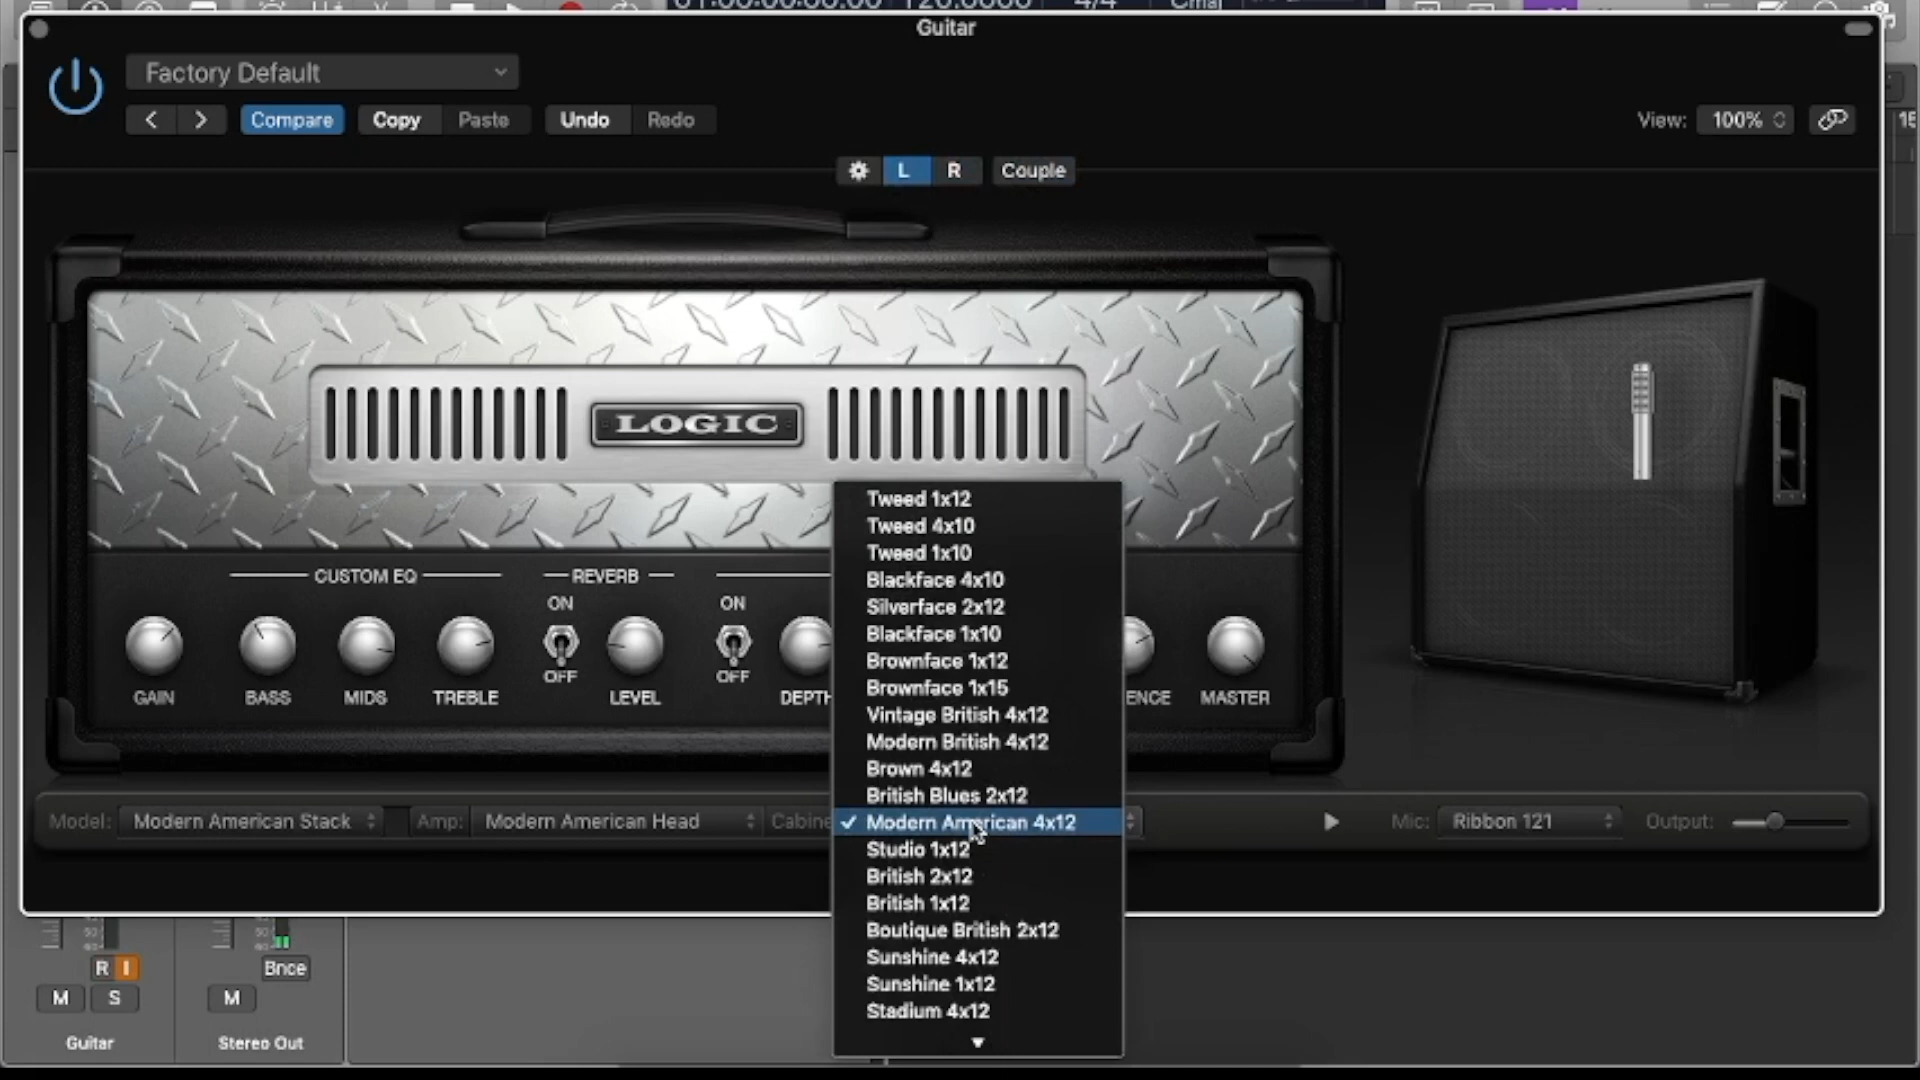 Guitar
Factory Default
Compare Copy Paste Undo Redo
View: 100%
L R Couple
LOGIC
CUSTOM EQ REVERB
ON ON
OFF OFF
GAIN BASS MIDS TREBLE LEVEL DEPTH ENCE MASTER
Tweed 1x12
Tweed 4x10
Tweed 1x10
Blackface 4x10
Silverface 2x12
Blackface 1x10
Brownface 1x12
Brownface 1x15
Vintage British 4x12
Modern British 4x12
Brown 4x12
British Blues 2x12
Model: Modern American Stack Amp: Modern American Head Cabine Modern American 4x12 Mic: Ribbon 121 Output:
Studio 1x12
British 2x12
British 1x12
Boutique British 2x12
Sunshine 4x12
Sunshine 1x12
Stadium 4x12
R I Bnce
M S M
Guitar Stereo Out